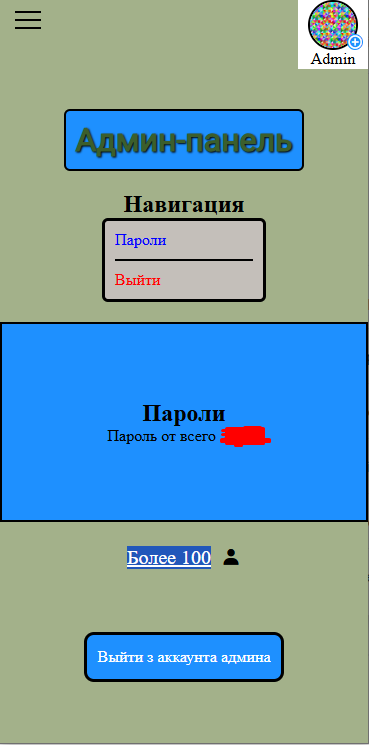 Admin
Админ-панель
Навигация
Пароли
Выйти
Пароли
Пароль от всего
Более 100
Выйти з аккаунта админа